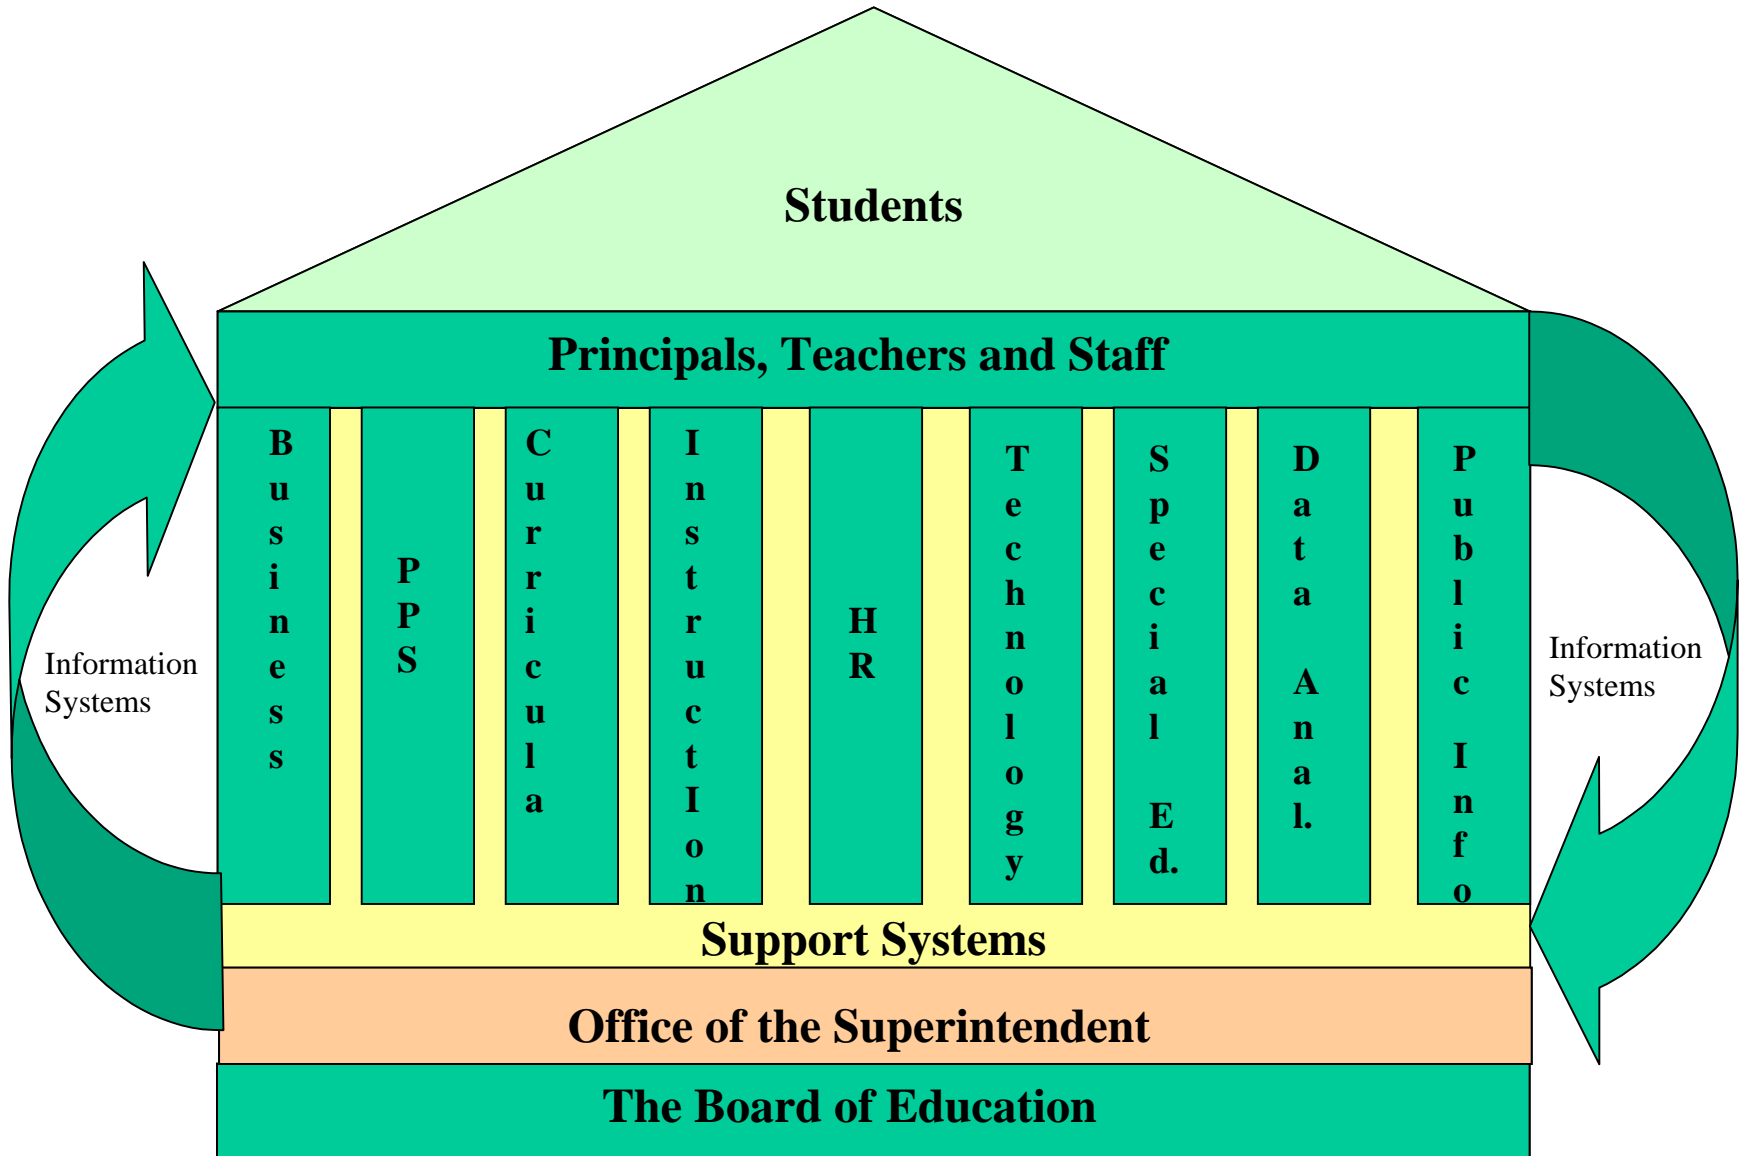 Students
Principals, Teachers and Staff
Business
PPS
Curricula
InstructIon
HR
Technology
Special Ed.
Data Anal.
Public Info
Information
Systems
Information
Systems
Support Systems
Office of the Superintendent
The Board of Education